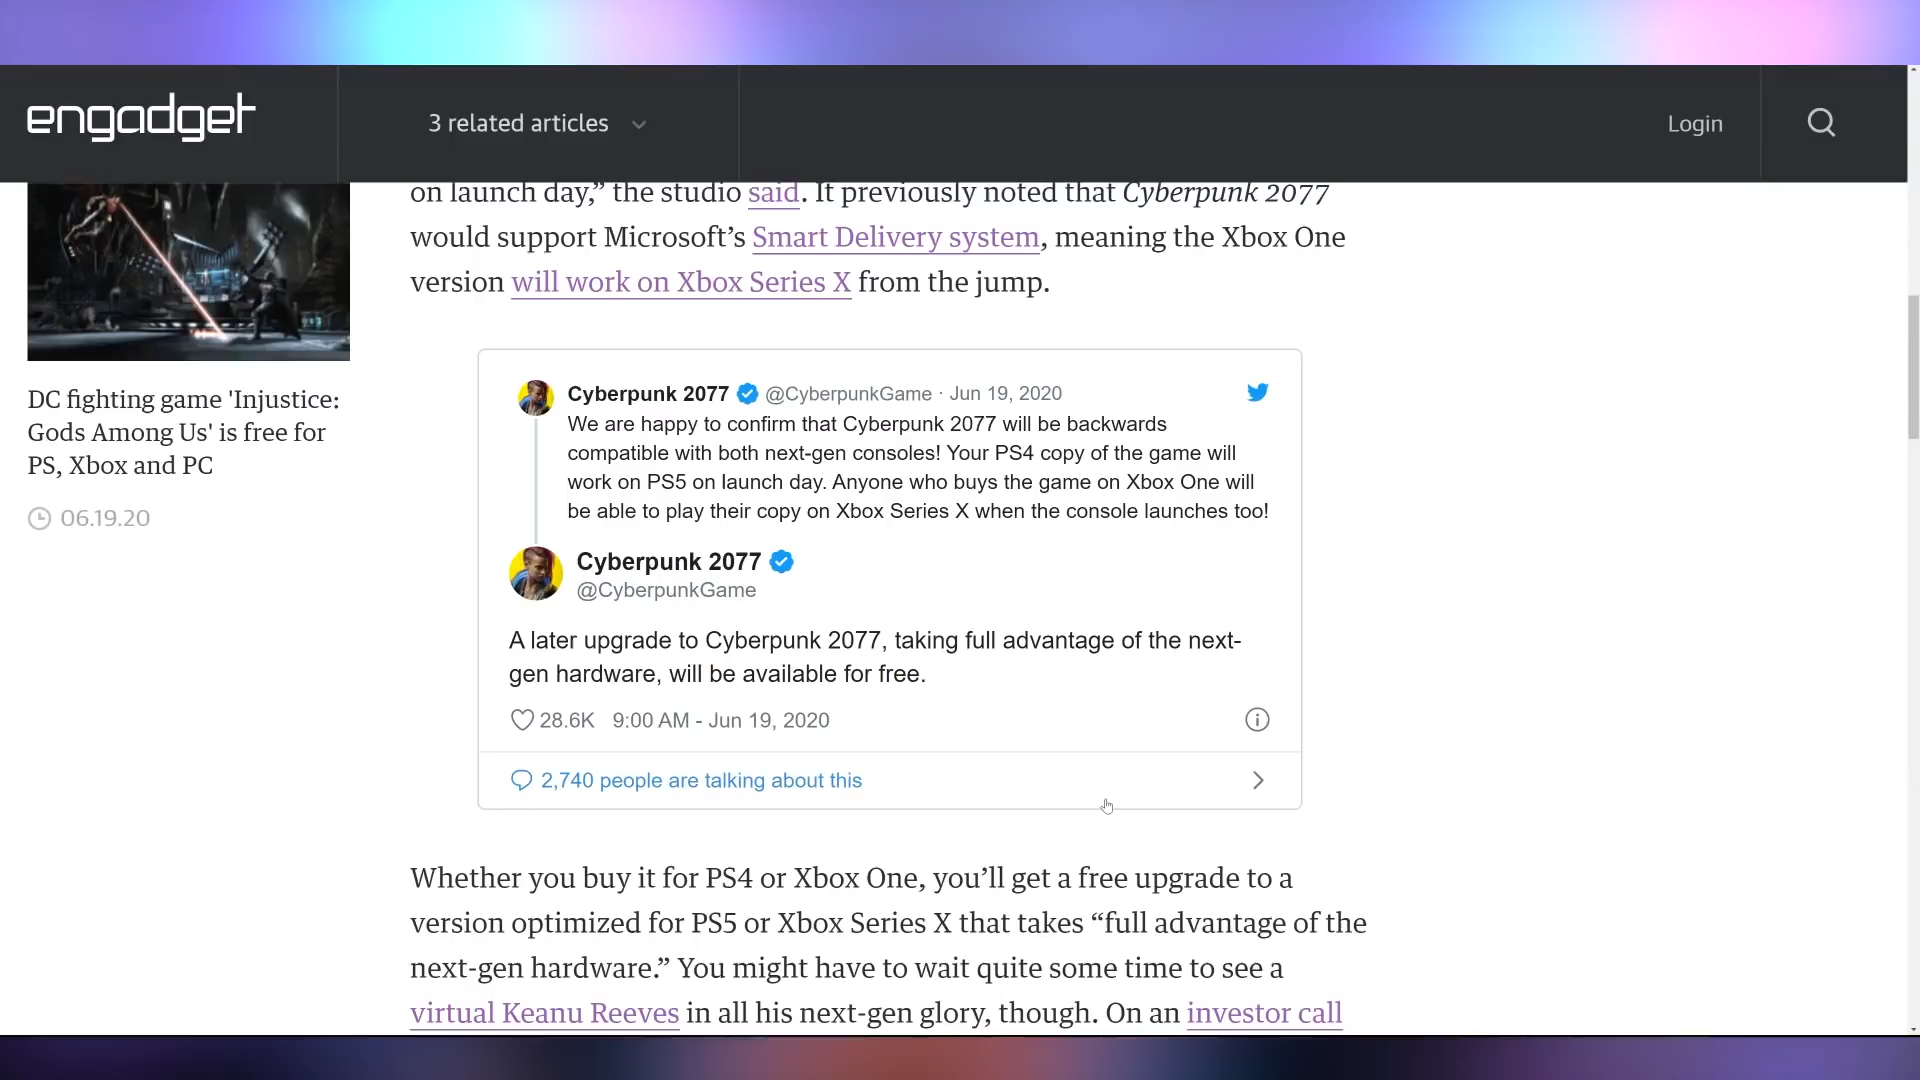 engadget
3 related articles
Login
on launch day,” the studio said. It previously noted that Cyberpunk 2077
would support Microsoft’s Smart Delivery system, meaning the Xbox One
version will work on Xbox Series X from the jump.
DC fighting game 'Injustice:
Gods Among Us' is free for
PS, Xbox and PC
06.19.20
Cyberpunk 2077 @CyberpunkGame · Jun 19, 2020
We are happy to confirm that Cyberpunk 2077 will be backwards
compatible with both next-gen consoles! Your PS4 copy of the game will
work on PS5 on launch day. Anyone who buys the game on Xbox One will
be able to play their copy on Xbox Series X when the console launches too!
Cyberpunk 2077
@CyberpunkGame
A later upgrade to Cyberpunk 2077, taking full advantage of the next-
gen hardware, will be available for free.
28.6K 9:00 AM - Jun 19, 2020
2,740 people are talking about this
Whether you buy it for PS4 or Xbox One, you’ll get a free upgrade to a
version optimized for PS5 or Xbox Series X that takes “full advantage of the
next-gen hardware.” You might have to wait quite some time to see a
virtual Keanu Reeves in all his next-gen glory, though. On an investor call